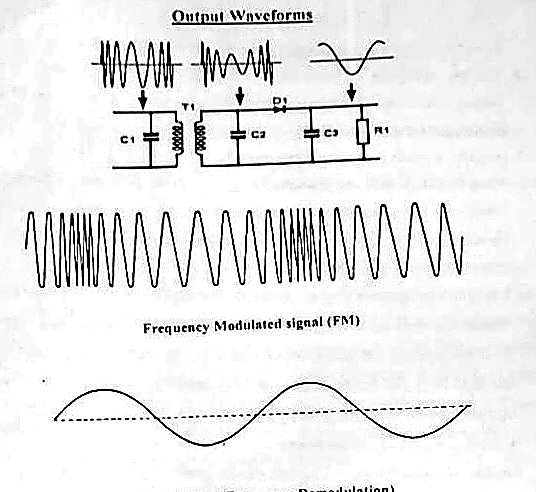 Output Waveforms
T1
D1
C1
C2
C3
R1
Frequency Modulated signal (FM)
Demodulation)